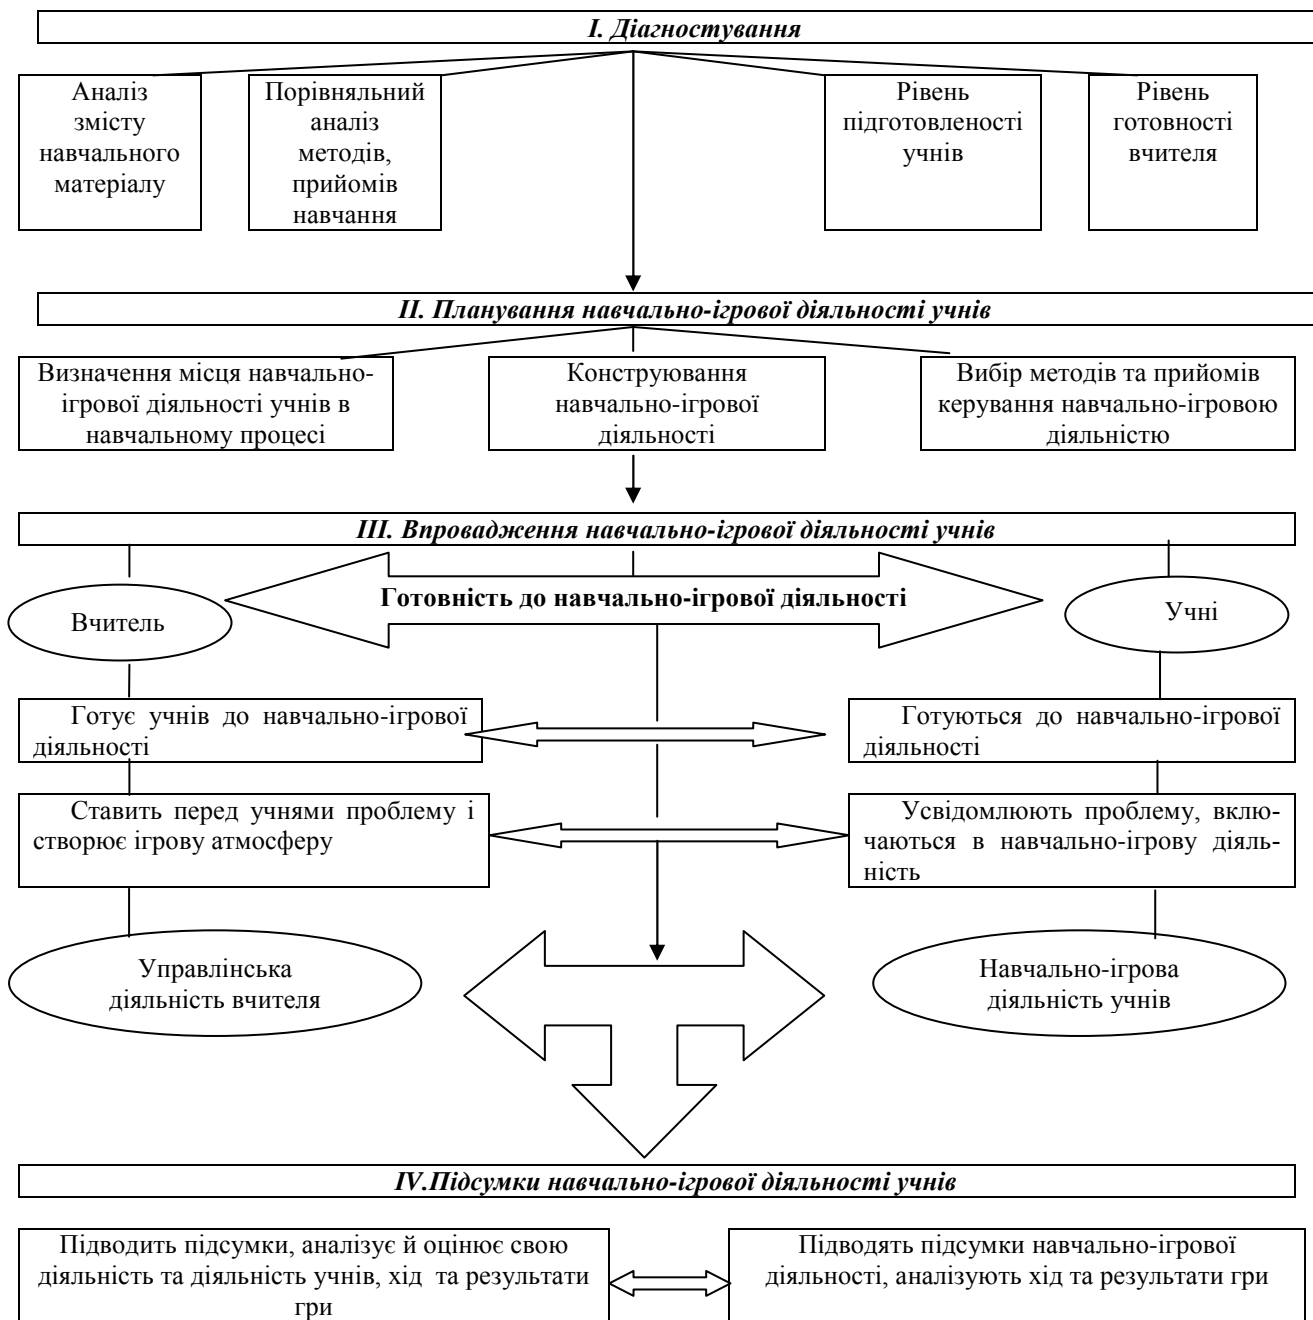 I. Діагностування
Аналіз
змісту
навчального
матеріалу
Порівняльний
аналіз
методів,
прийомів
навчання
Рівень
підготовленості
учнів
Рівень
готовності
вчителя
II. Планування навчально-ігрової діяльності учнів
Визначення місця навчально-
ігрової діяльності учнів в
навчальному процесі
Конструювання
навчально-ігрової
діяльності
Вибір методів та прийомів
керування навчально-ігровою
діяльністю
III. Впровадження навчально-ігрової діяльності учнів
Готовність до навчально-ігрової діяльності
Вчитель
Учні
Готує учнів до навчально-ігрової
діяльності
Готуються до навчально-ігрової
діяльності
Ставить перед учнями проблему і
створює ігрову атмосферу
Усвідомлюють проблему, вклю-
чаються в навчально-ігрову діяль-
ність
Управлінська
діяльність вчителя
Навчально-ігрова
діяльність учнів
IV.Підсумки навчально-ігрової діяльності учнів
Підводить підсумки, аналізує й оцінює свою
діяльність та діяльність учнів, хід та результати
гри
Підводять підсумки навчально-ігрової
діяльності, аналізують хід та результати гри